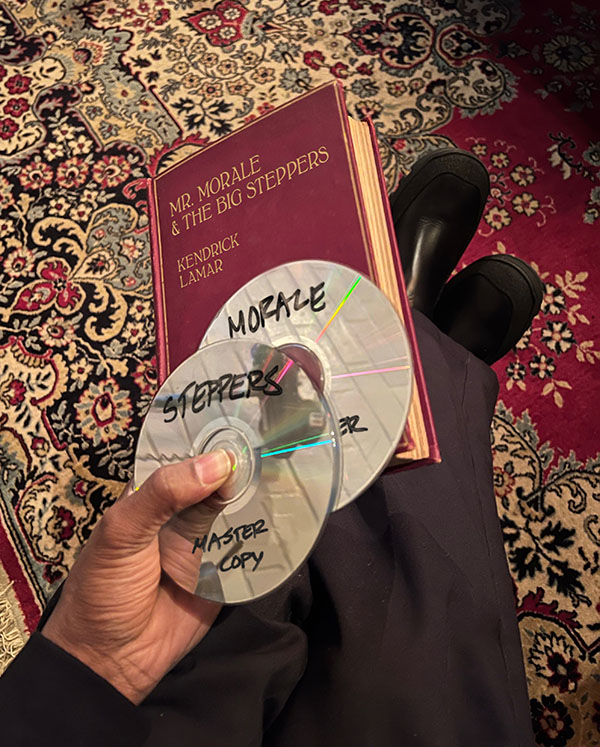 MR. MORALE
& THE BIG STEPPERS
KENDRICK
LAMAR
MORALE
STEPPERS
MASTER
COPY